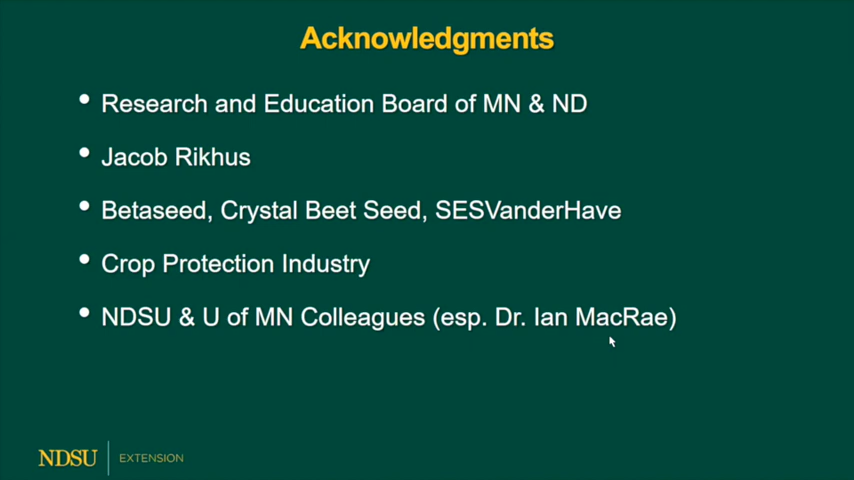 Acknowledgments
• Research and Education Board of MN & ND
• Jacob Rikhus
• Betaseed, Crystal Beet Seed, SESVanderHave
• Crop Protection Industry
• NDSU & U of MN Colleagues (esp. Dr. Ian MacRae)
NDSU EXTENSION